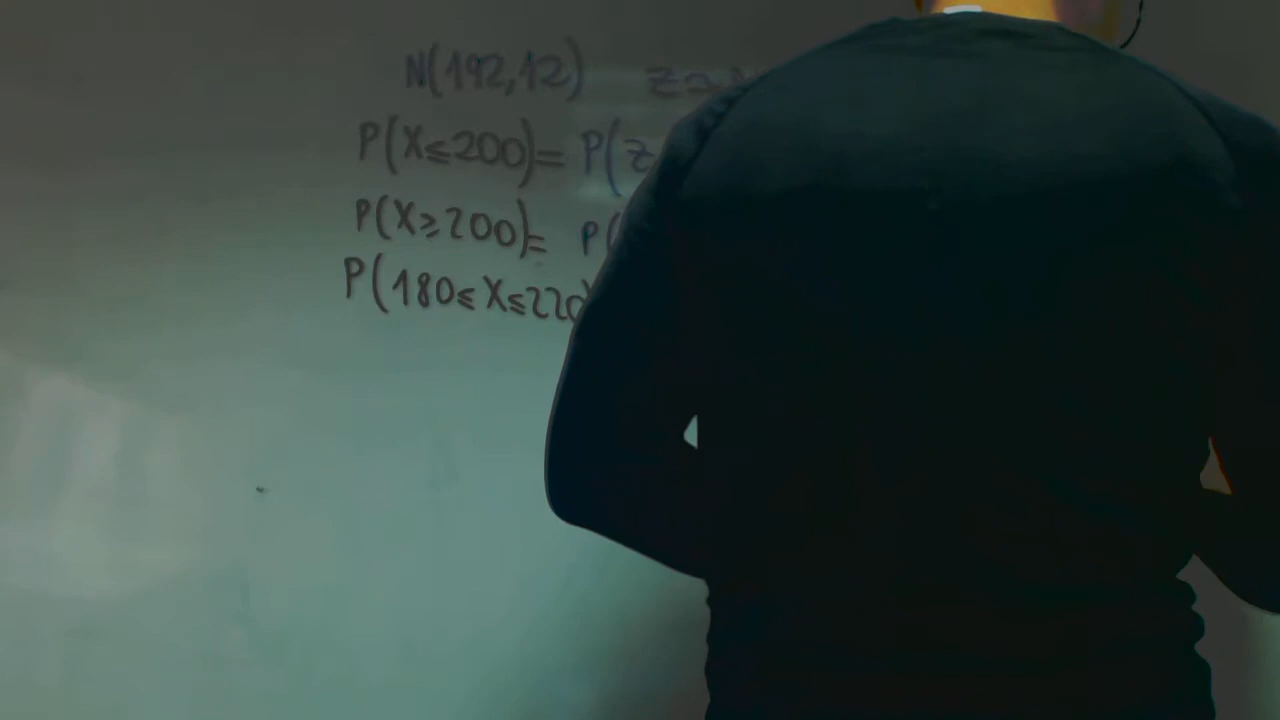 N(192,12) z~N
P(X≤200)= P(z
P(X≥200)= P(
P(180≤X≤220)